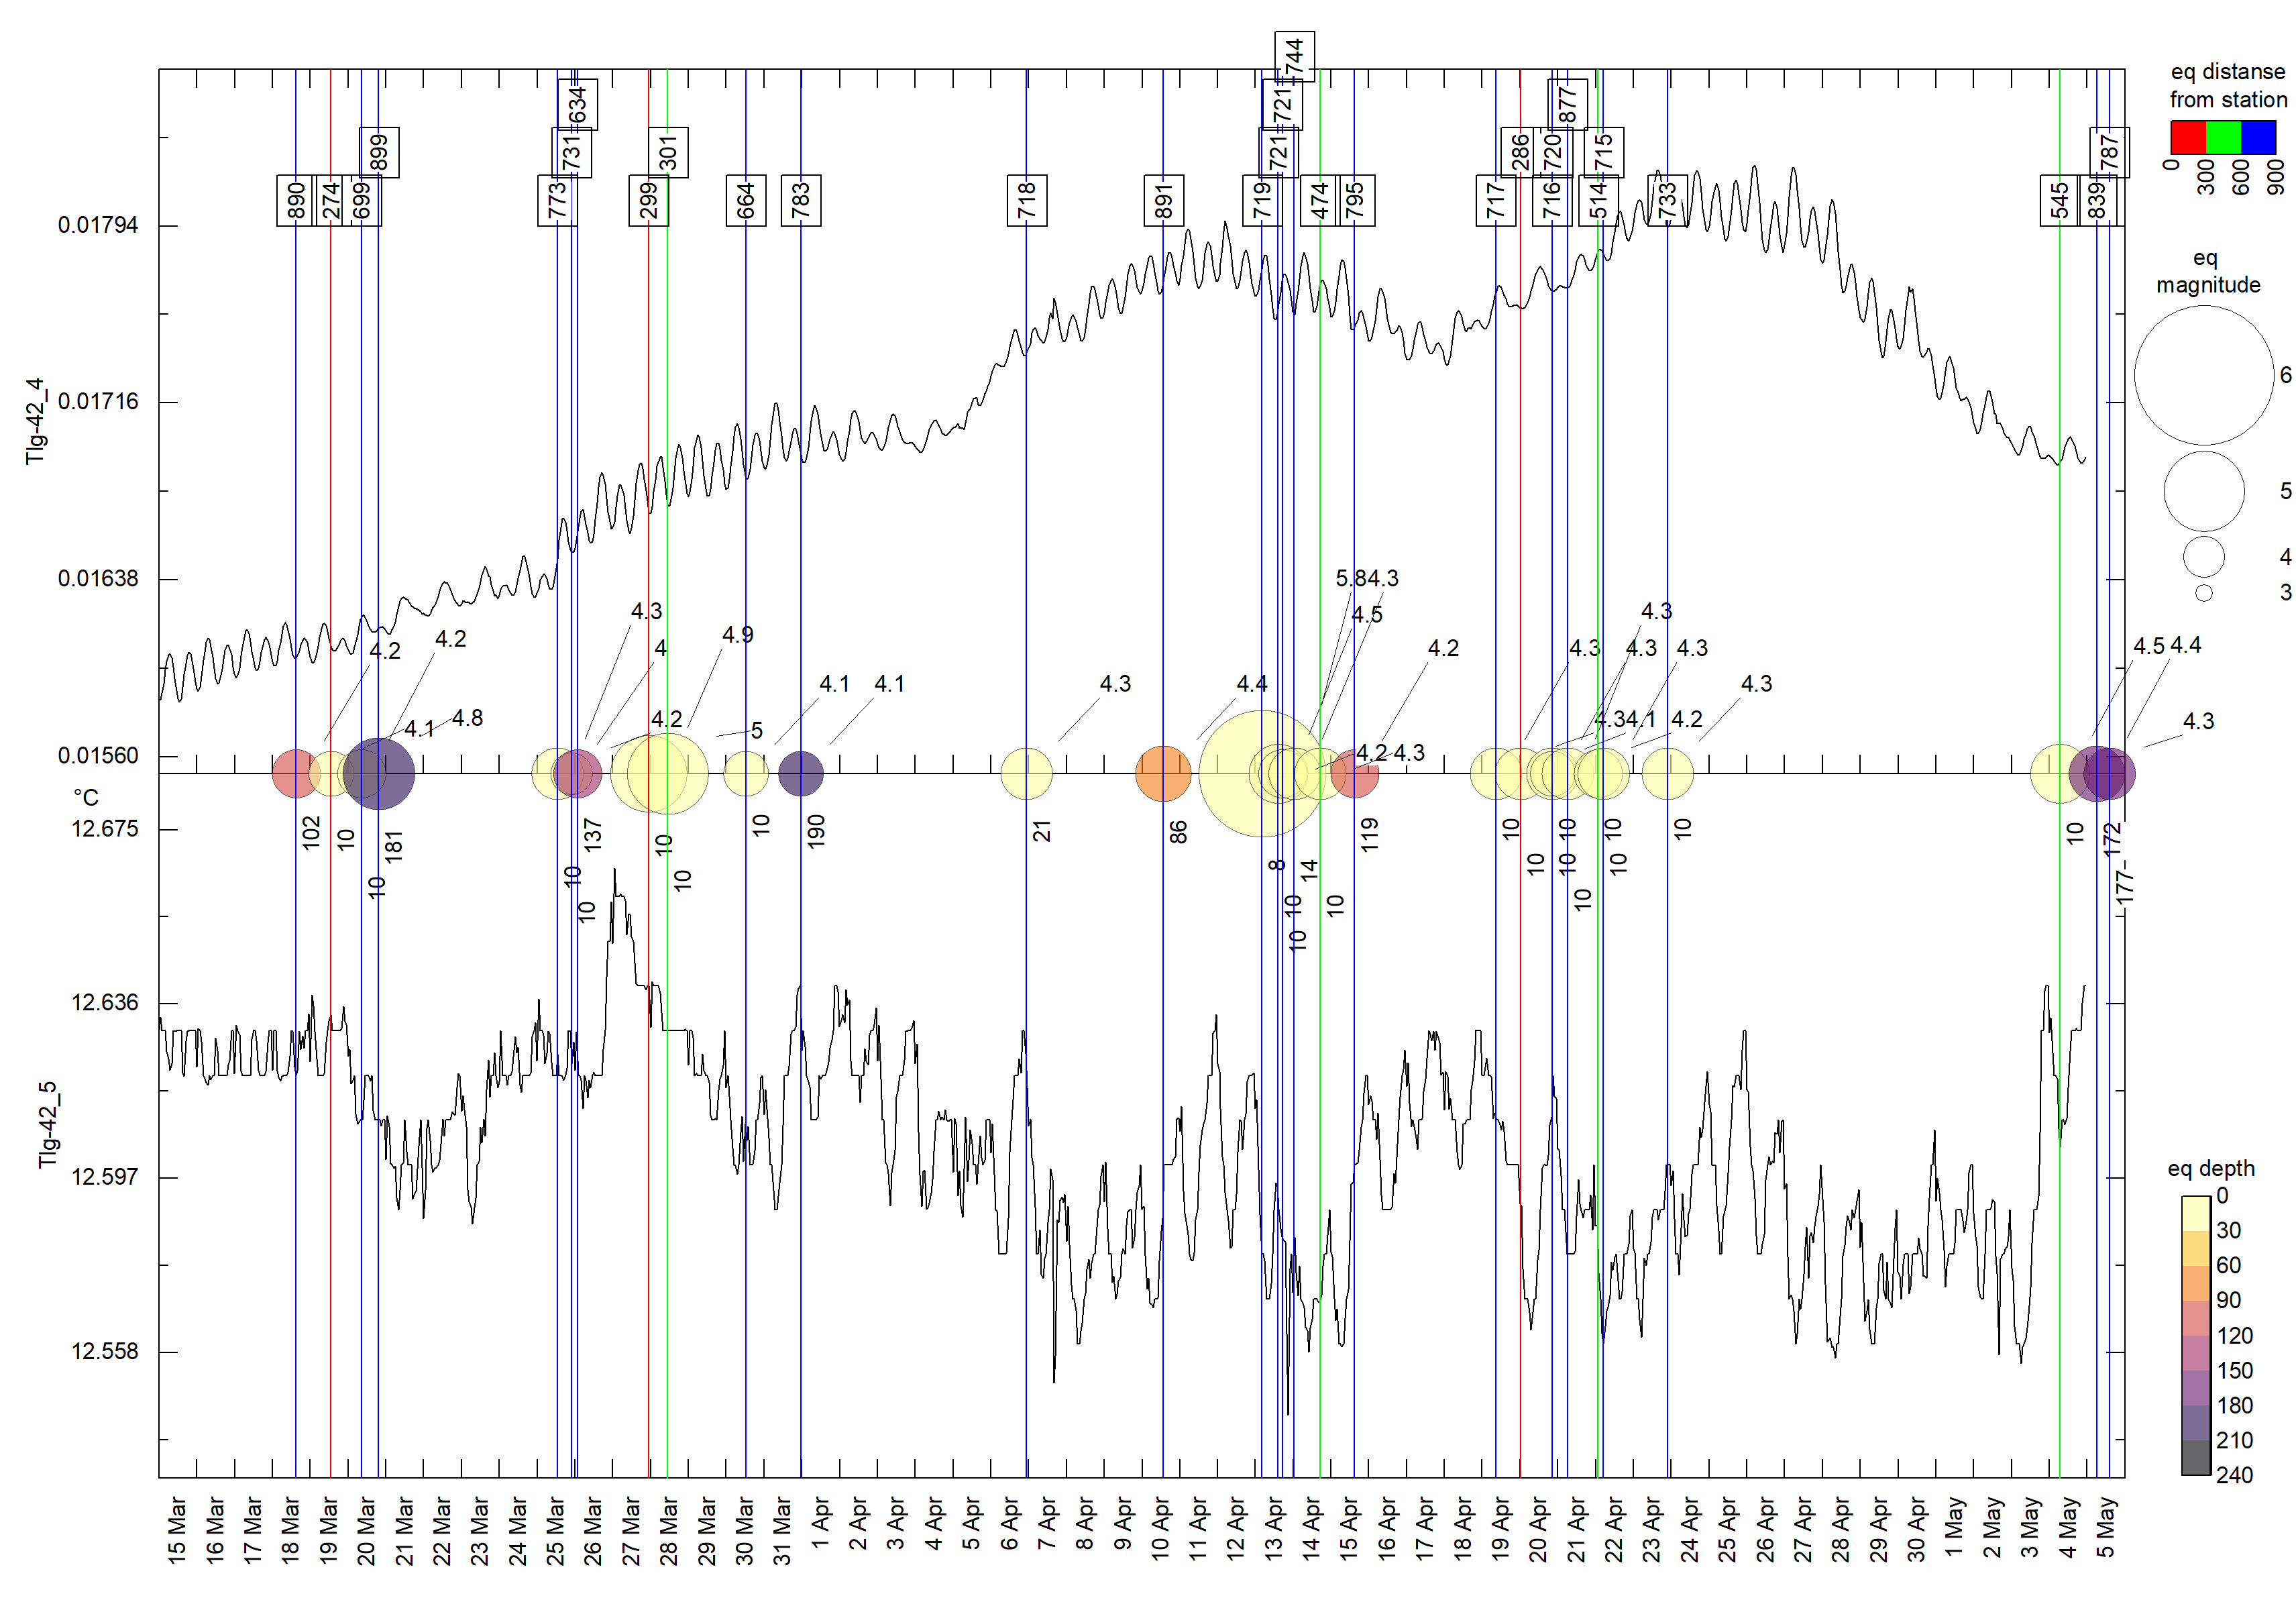 744
634
721
877
eq distanse
from station
0
300
600
900
899
731
301
721
286
720
715
787
890
274
699
773
299
664
783
718
891
719
474
795
717
716
514
733
545
839
0.01794
0.01716
0.01638
0.01560
Tlg-42_4
eq
magnitude
6
5
4
3
4.2
4.2
4.1
4.8
4.3
4
4.9
4.2
5
4.1
4.1
4.3
4.4
5.8
4.3
4.5
4.2
4.2
4.3
4.3
4.3
4.3
4.3
4.3
4.1
4.2
4.3
4.5
4.4
4.3
°C
12.675
12.636
12.597
12.558
Tlg-42_5
102
10
10
181
10
10
137
10
10
10
190
21
86
8
10
10
14
10
119
10
10
10
10
10
10
10
10
10
172
177
eq depth
0
30
60
90
120
150
180
210
240
15 Mar
16 Mar
17 Mar
18 Mar
19 Mar
20 Mar
21 Mar
22 Mar
23 Mar
24 Mar
25 Mar
26 Mar
27 Mar
28 Mar
29 Mar
30 Mar
31 Mar
1 Apr
2 Apr
3 Apr
4 Apr
5 Apr
6 Apr
7 Apr
8 Apr
9 Apr
10 Apr
11 Apr
12 Apr
13 Apr
14 Apr
15 Apr
16 Apr
17 Apr
18 Apr
19 Apr
20 Apr
21 Apr
22 Apr
23 Apr
24 Apr
25 Apr
26 Apr
27 Apr
28 Apr
29 Apr
30 Apr
1 May
2 May
3 May
4 May
5 May